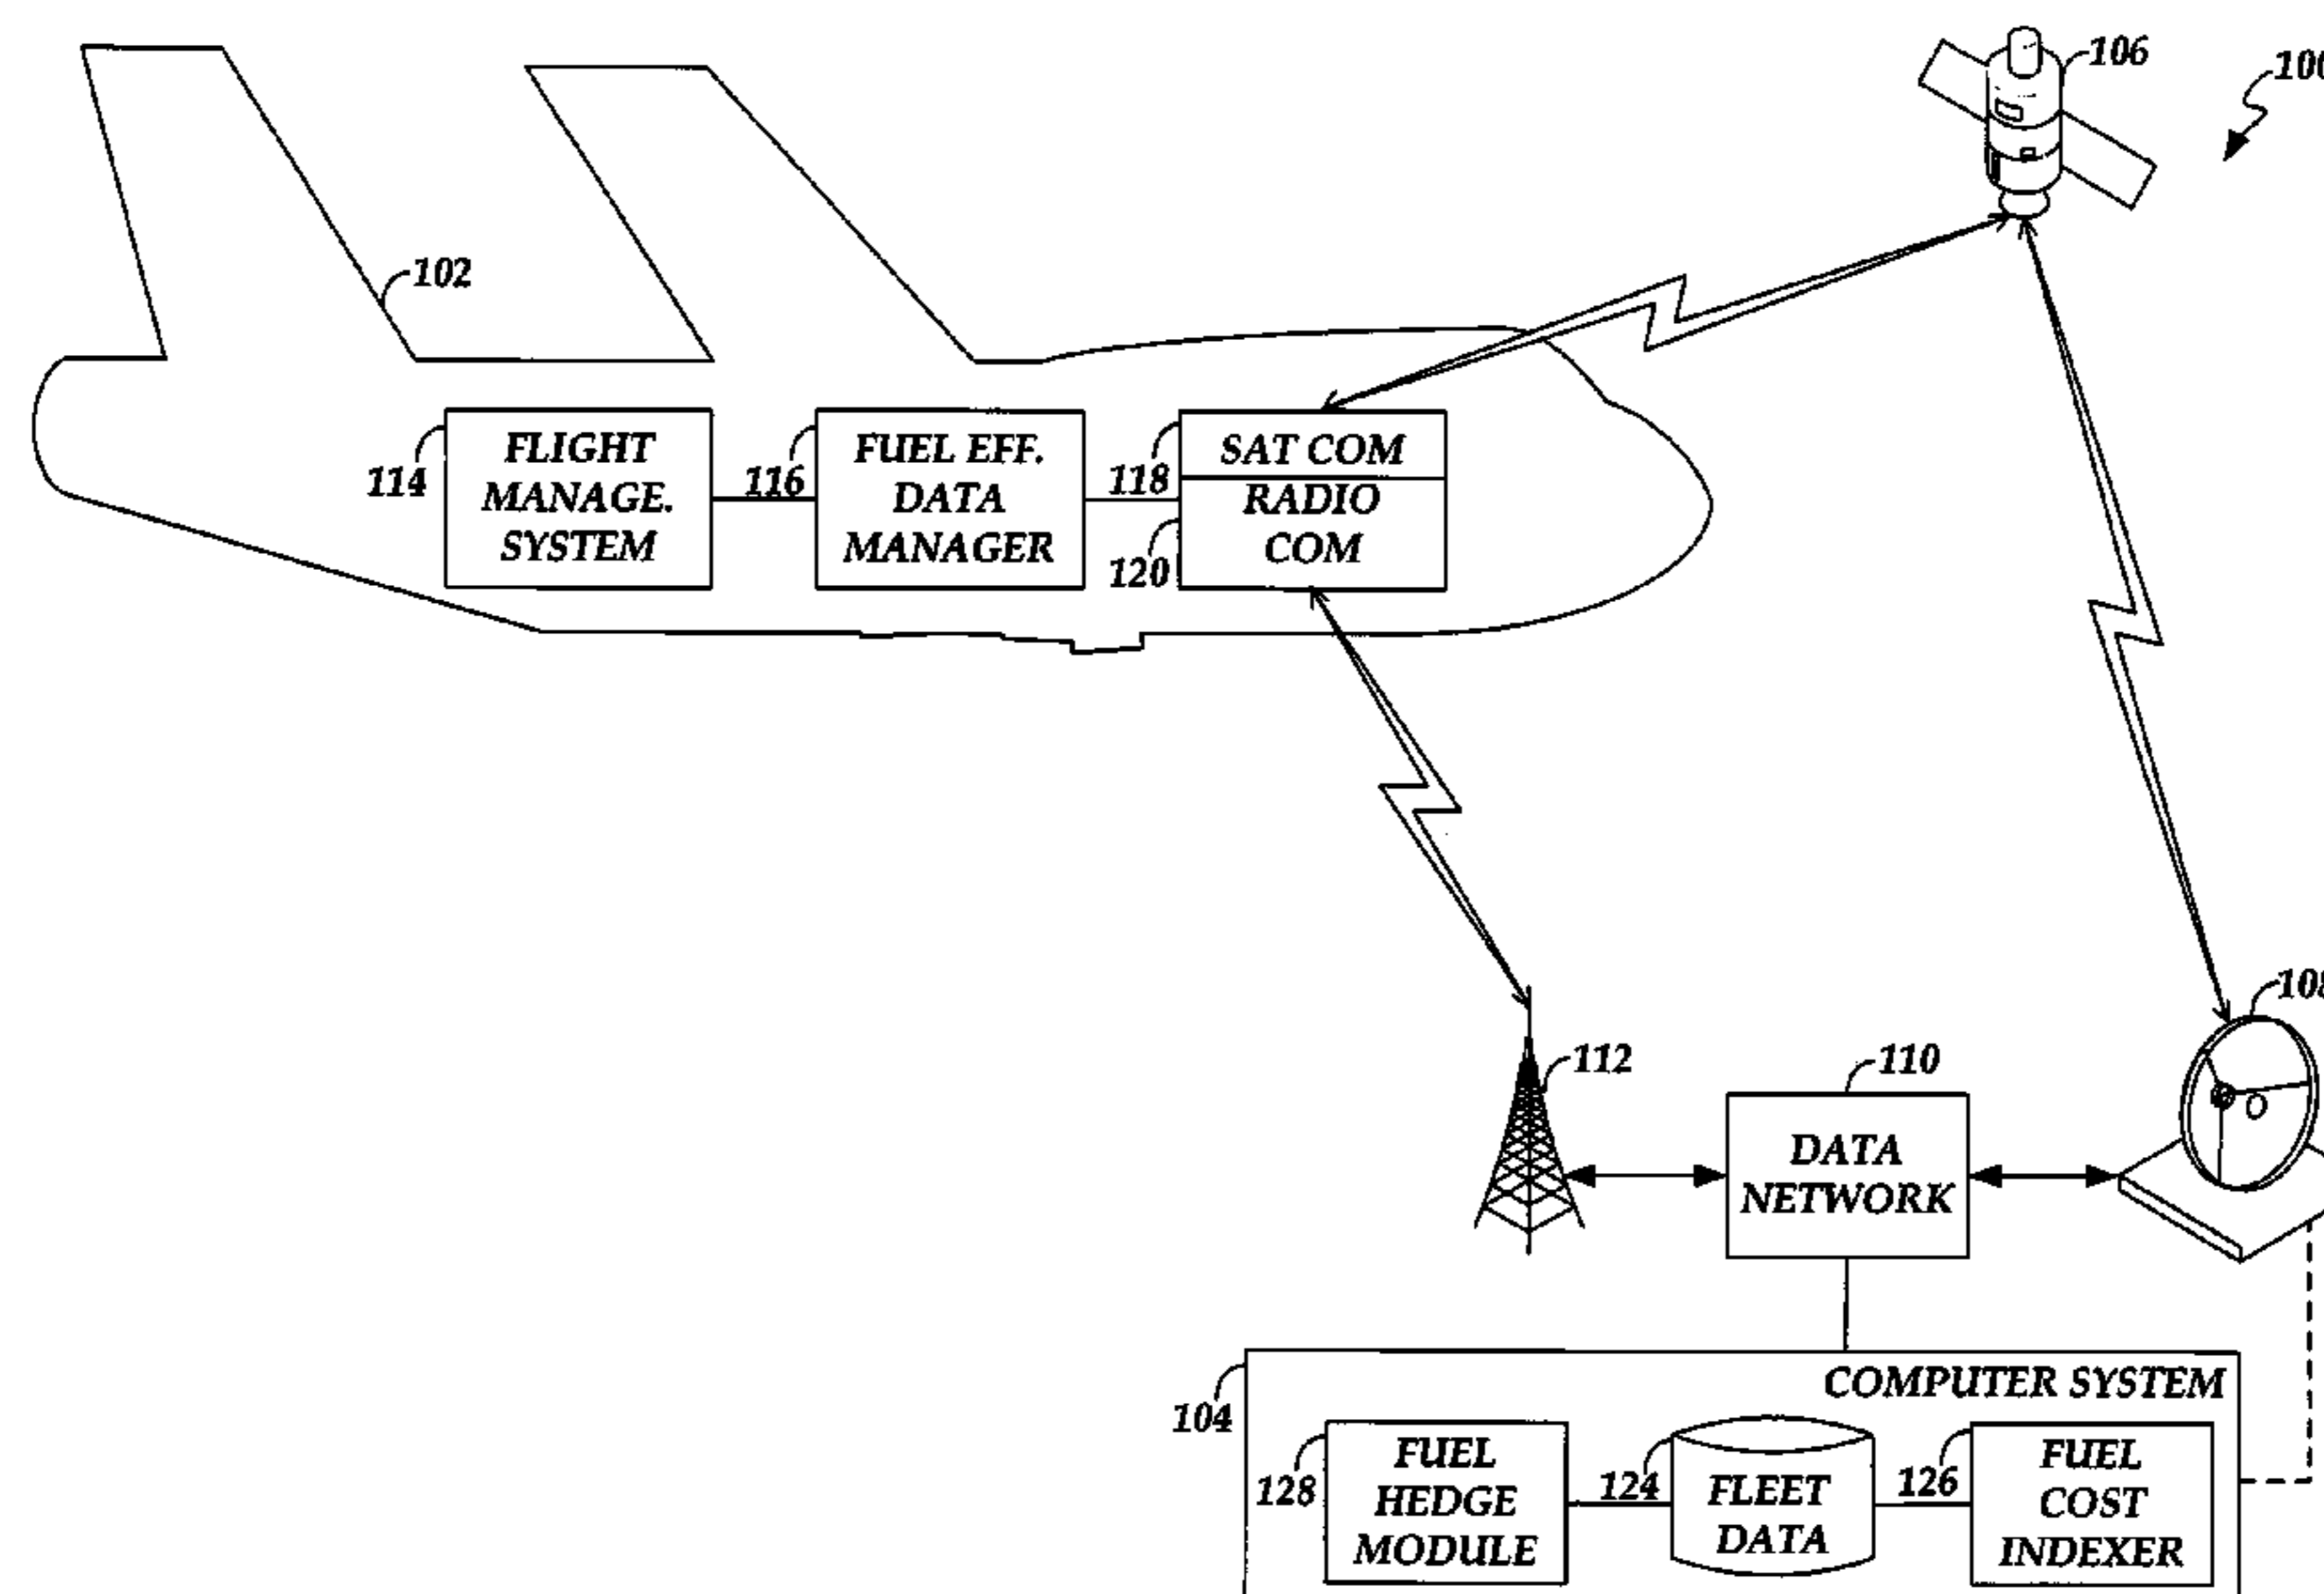 106
100
102
114
FLIGHT
MANAGE.
SYSTEM
116
FUEL EFF.
DATA
MANAGER
118
SAT COM
120
RADIO
COM
108
112
110
DATA
NETWORK
104
COMPUTER SYSTEM
128
FUEL
HEDGE
MODULE
124
FLEET
DATA
126
FUEL
COST
INDEXER